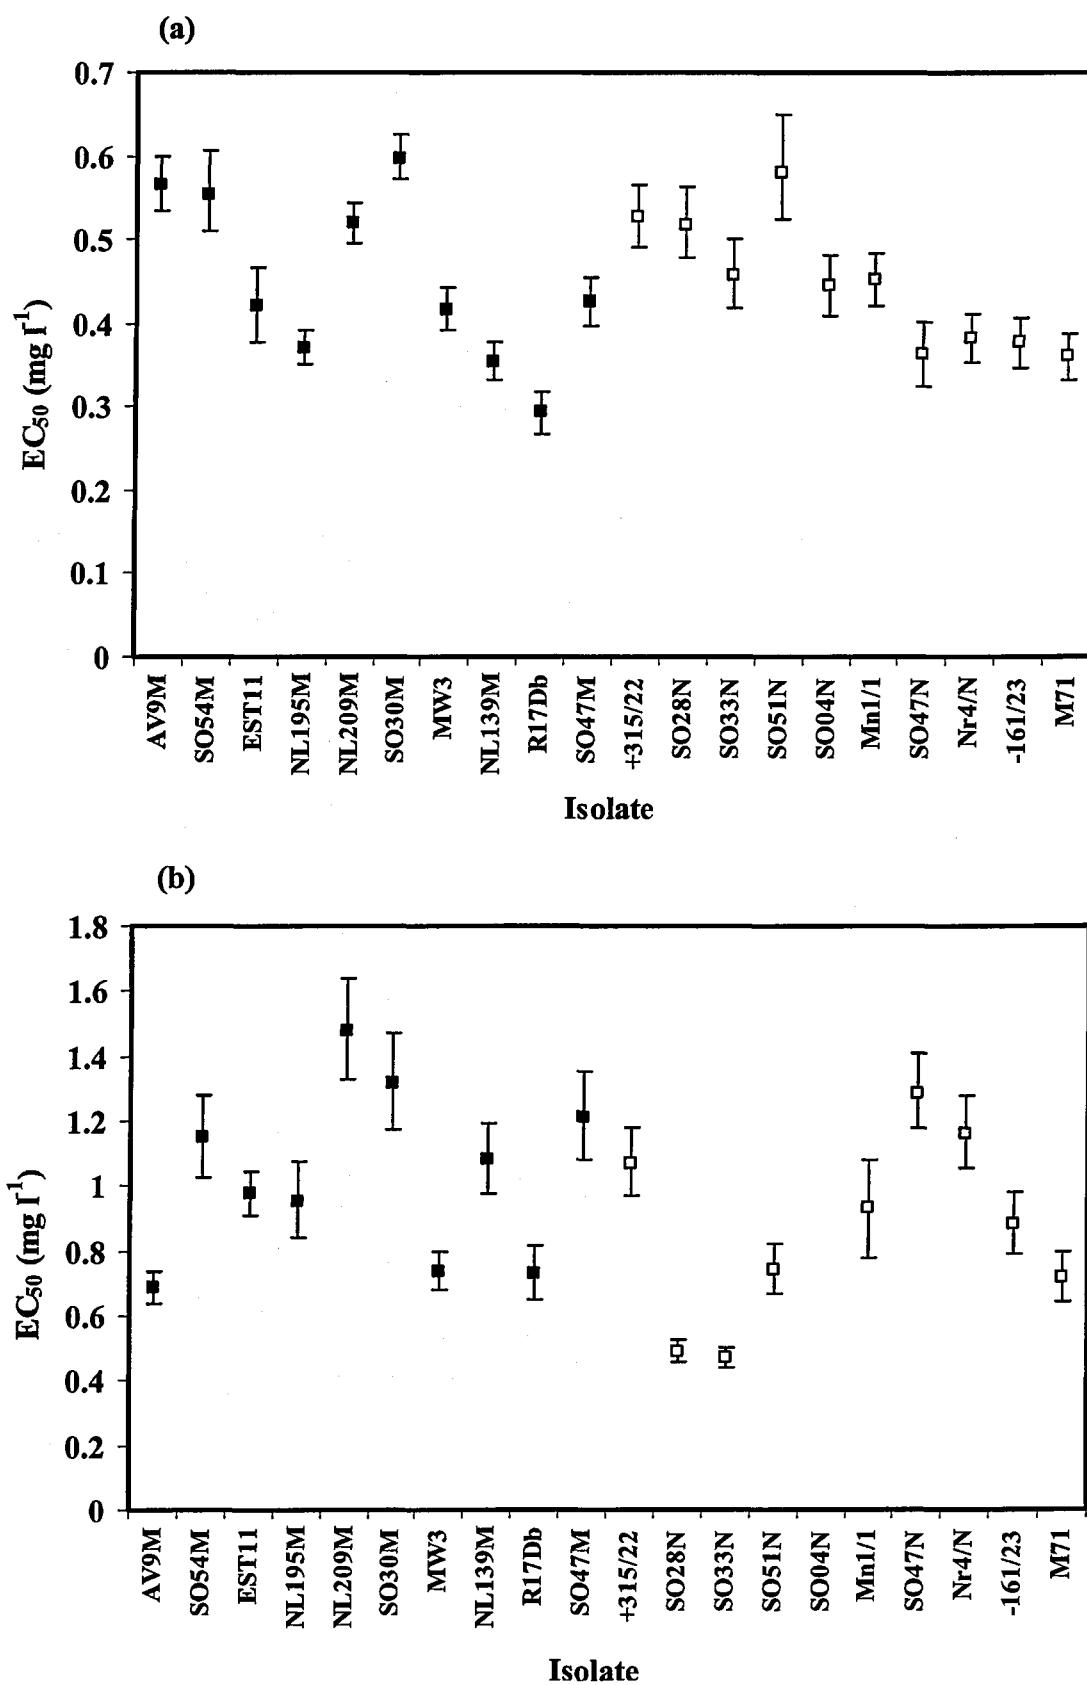 (a)
0.7
0.6
0.5
0.4
0.3
0.2
0.1
0
EC50 (mg l-1)
AV9M
SO54M
EST11
NL195M
NL209M
SO30M
MW3
NL139M
R17Db
SO47M
+315/22
SO28N
SO33N
SO51N
SO04N
Mn1/1
SO47N
Nr4/N
-161/23
M71
Isolate
(b)
1.8
1.6
1.4
1.2
1
0.8
0.6
0.4
0.2
0
EC50 (mg l-1)
AV9M
SO54M
EST11
NL195M
NL209M
SO30M
MW3
NL139M
R17Db
SO47M
+315/22
SO28N
SO33N
SO51N
SO04N
Mn1/1
SO47N
Nr4/N
-161/23
M71
Isolate